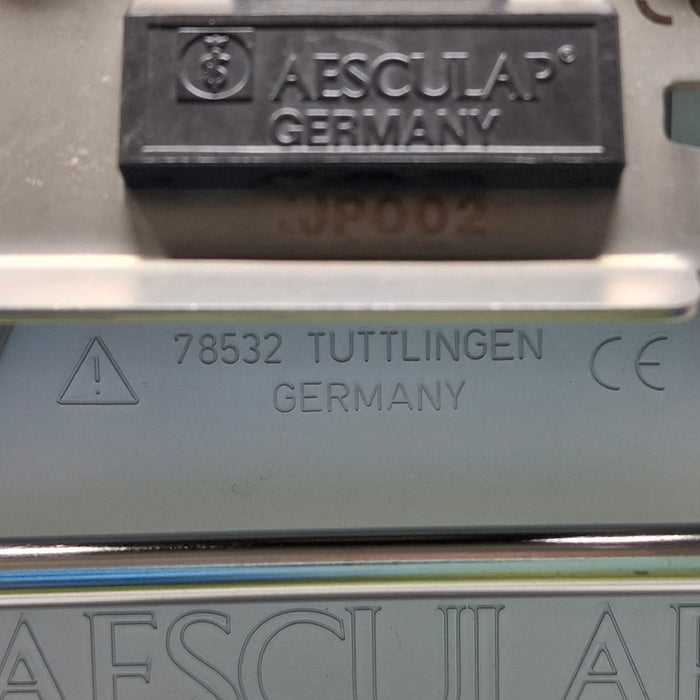 AESCULAP®
GERMANY
JP002
78532 TUTTLINGEN
GERMANY
CE
AESCULAP